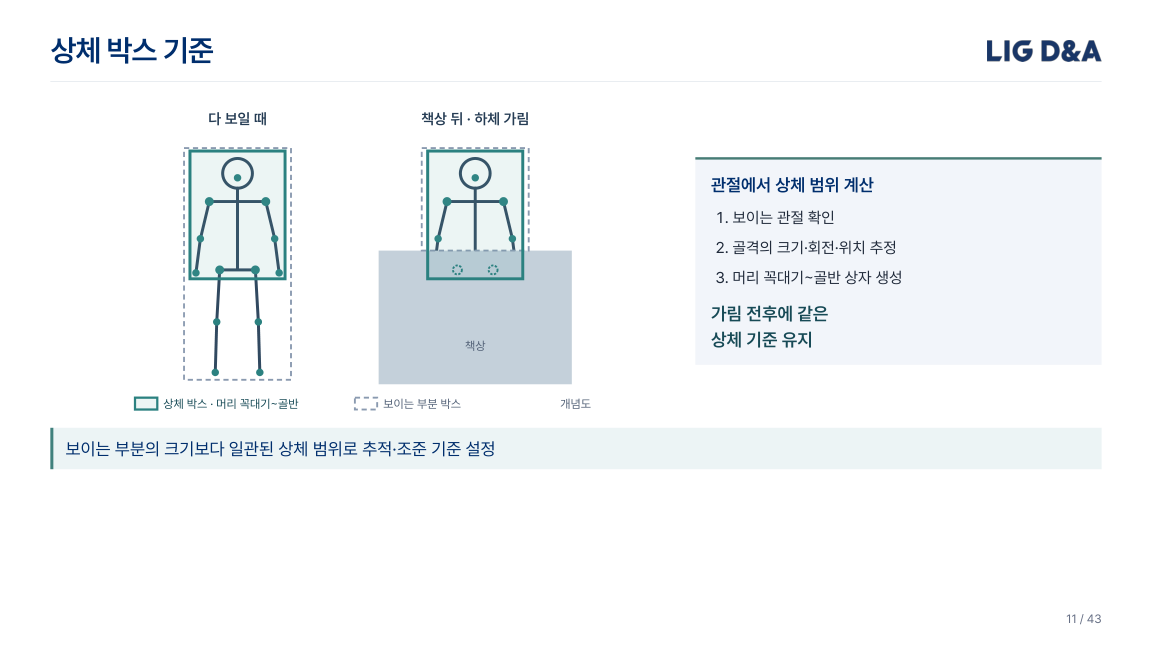 상체 박스 기준
LIG D&A
다 보일 때
책상 뒤 · 하체 가림
책상
상체 박스 · 머리 꼭대기~골반
보이는 부분 박스
개념도
관절에서 상체 범위 계산
1. 보이는 관절 확인
2. 골격의 크기·회전·위치 추정
3. 머리 꼭대기~골반 상자 생성
가림 전후에 같은
상체 기준 유지
보이는 부분의 크기보다 일관된 상체 범위로 추적·조준 기준 설정
11 / 43